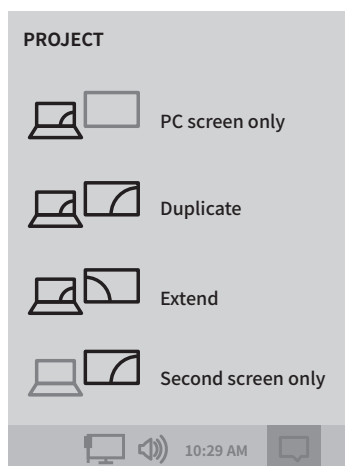 PROJECT
PC screen only
Duplicate
Extend
Second screen only
10:29 AM